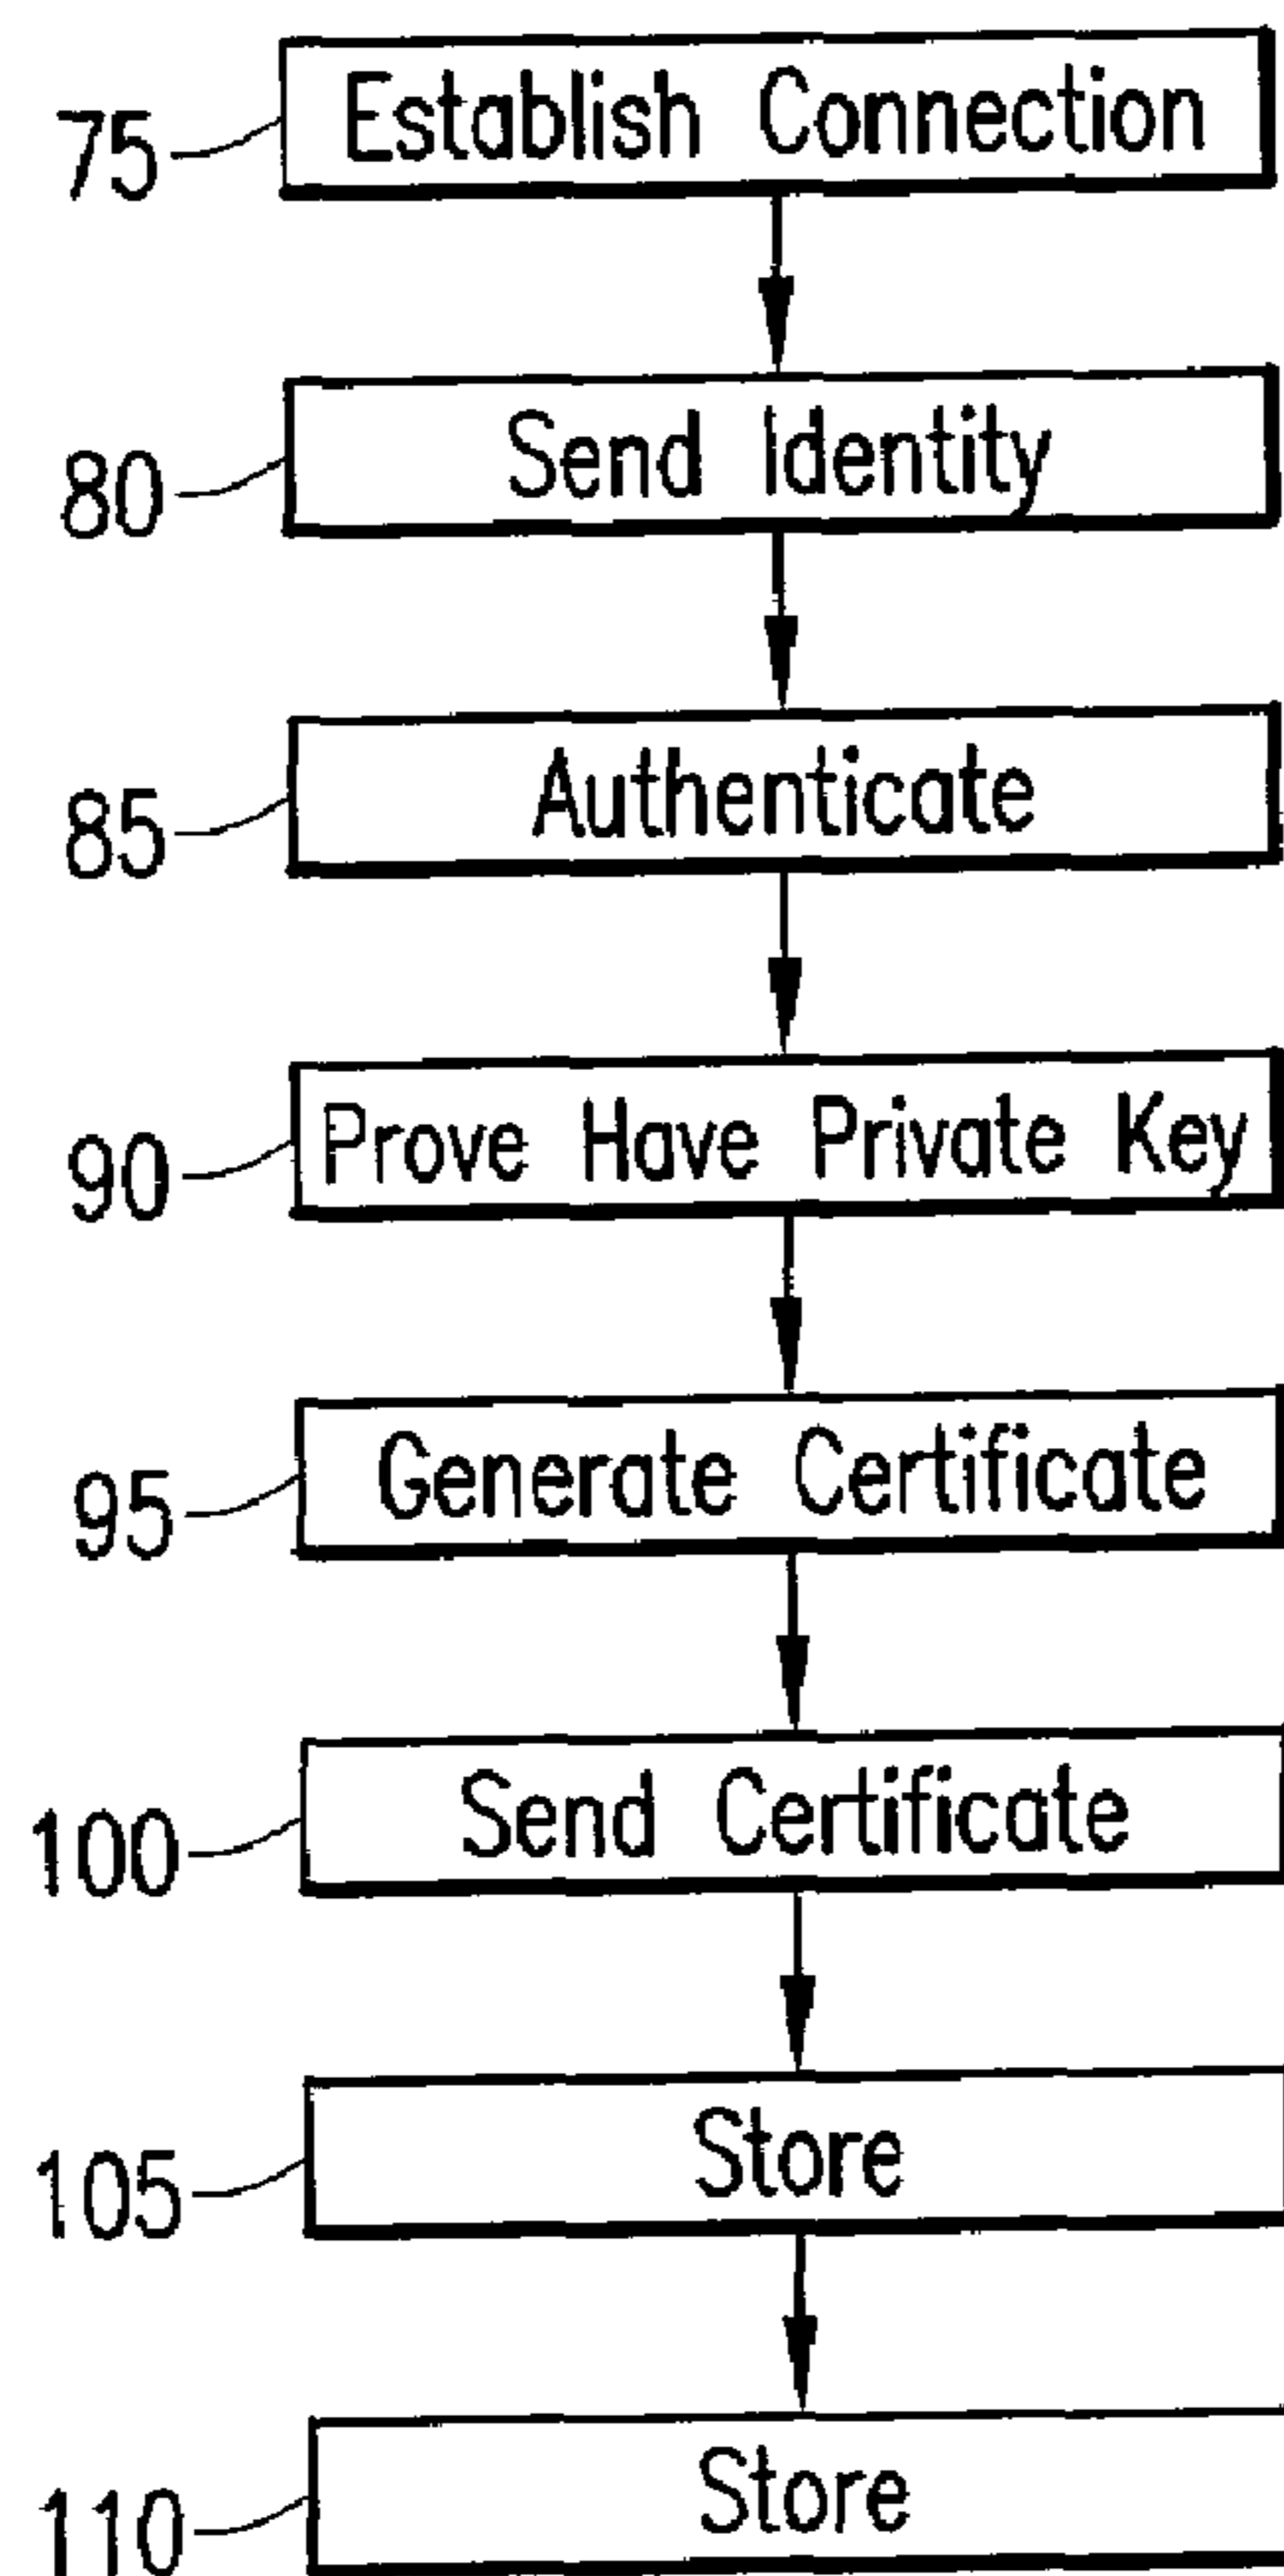 75 Establish Connection
80 Send Identity
85 Authenticate
90 Prove Have Private Key
95 Generate Certificate
100 Send Certificate
105 Store
110 Store